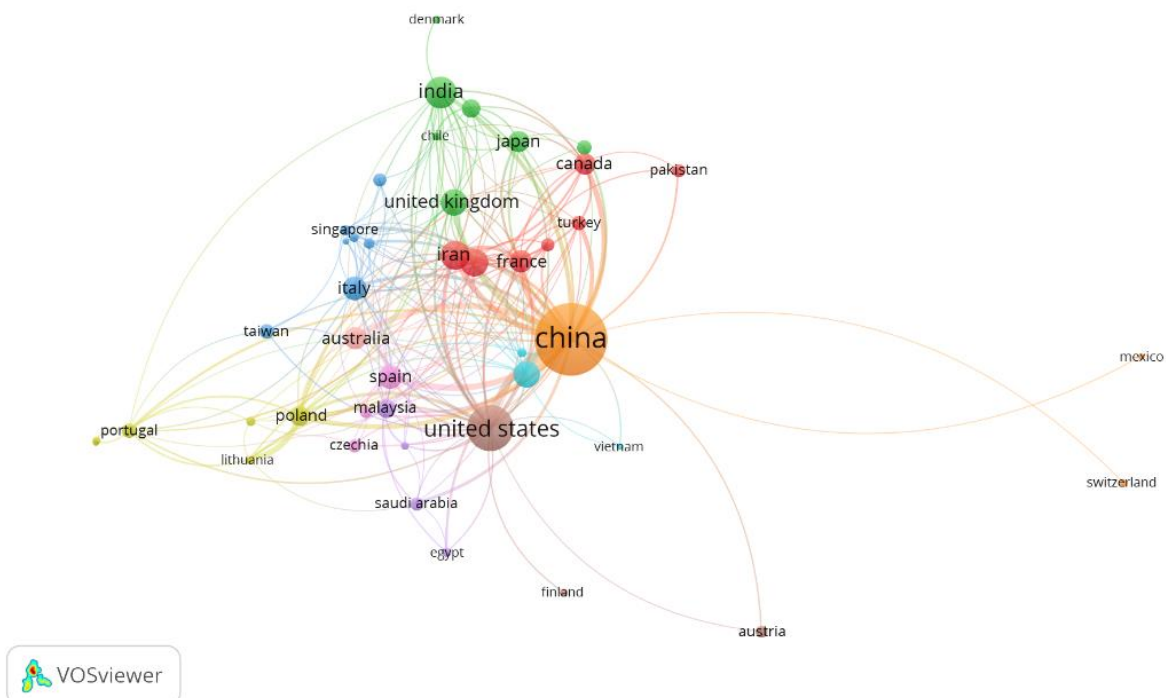 denmark
india
chile
japan
canada
pakistan
united kingdom
turkey
singapore
iran
france
italy
taiwan
australia
china
mexico
spain
malaysia
poland
united states
portugal
czechia
vietnam
lithuania
switzerland
saudi arabia
egypt
finland
austria
VOSviewer